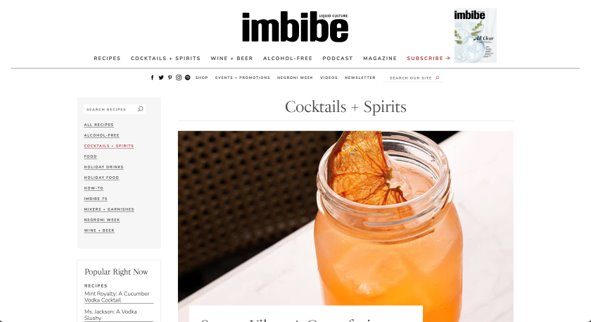 LIQUID CULTURE
imbibe
imbibe
RECIPES COCKTAILS + SPIRITS WINE + BEER ALCOHOL-FREE PODCAST MAGAZINE SUBSCRIBE →
SHOP EVENTS + PROMOTIONS NEGRONI WEEK VIDEOS NEWSLETTER SEARCH OUR SITE
SEARCH RECIPES
ALL RECIPES
ALCOHOL-FREE
COCKTAILS + SPIRITS
FOOD
HOLIDAY DRINKS
HOLIDAY FOOD
HOW-TO
IMBIBE 75
MIXERS + GARNISHES
NEGRONI WEEK
WINE + BEER
Popular Right Now
RECIPES
Mint Royalty: A Cucumber
Vodka Cocktail
Ms. Jackson: A Vodka
Slushy
Cocktails + Spirits